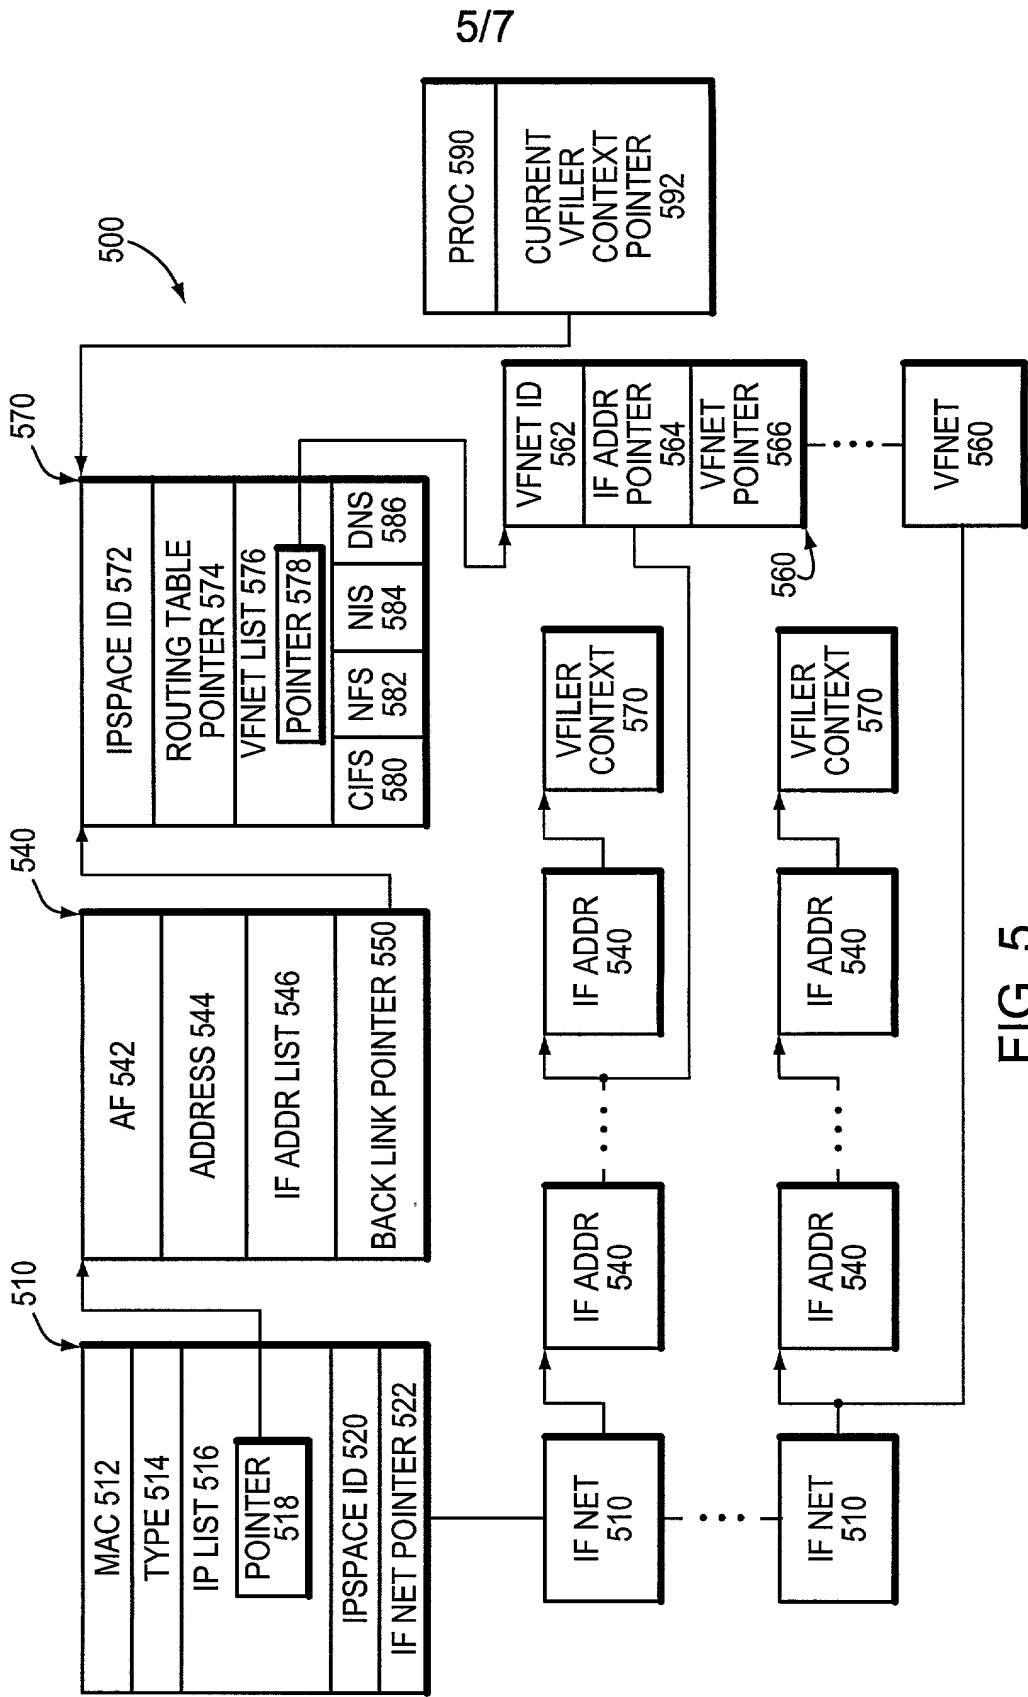 5/7
500
510
MAC 512
TYPE 514
IP LIST 516
POINTER
518
IPSPACE ID 520
IF NET POINTER 522
540
AF 542
ADDRESS 544
IF ADDR LIST 546
BACK LINK POINTER 550
570
IPSPACE ID 572
ROUTING TABLE
POINTER 574
VFNET LIST 576
POINTER 578
CIFS
580
NFS
582
NIS
584
DNS
586
PROC 590
CURRENT
VFILER
CONTEXT
POINTER
592
IF NET
510
IF ADDR
540
IF ADDR
540
VFILER
CONTEXT
570
560
VFNET ID
562
IF ADDR
POINTER
564
VFNET
POINTER
566
IF NET
510
IF ADDR
540
IF ADDR
540
VFILER
CONTEXT
570
VFNET
560
FIG. 5